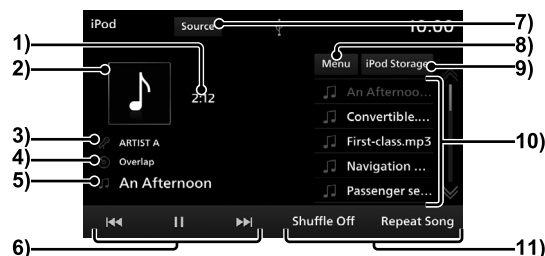 iPod Source 10:00 7)
1) 8)
2) Menu iPod Storage 9)
2:12 An Afternoo...
Convertible....
3) ARTIST A First-class.mp3 10)
4) Overlap Navigation ...
5) An Afternoon Passenger se...
Shuffle Off Repeat Song
6) 11)